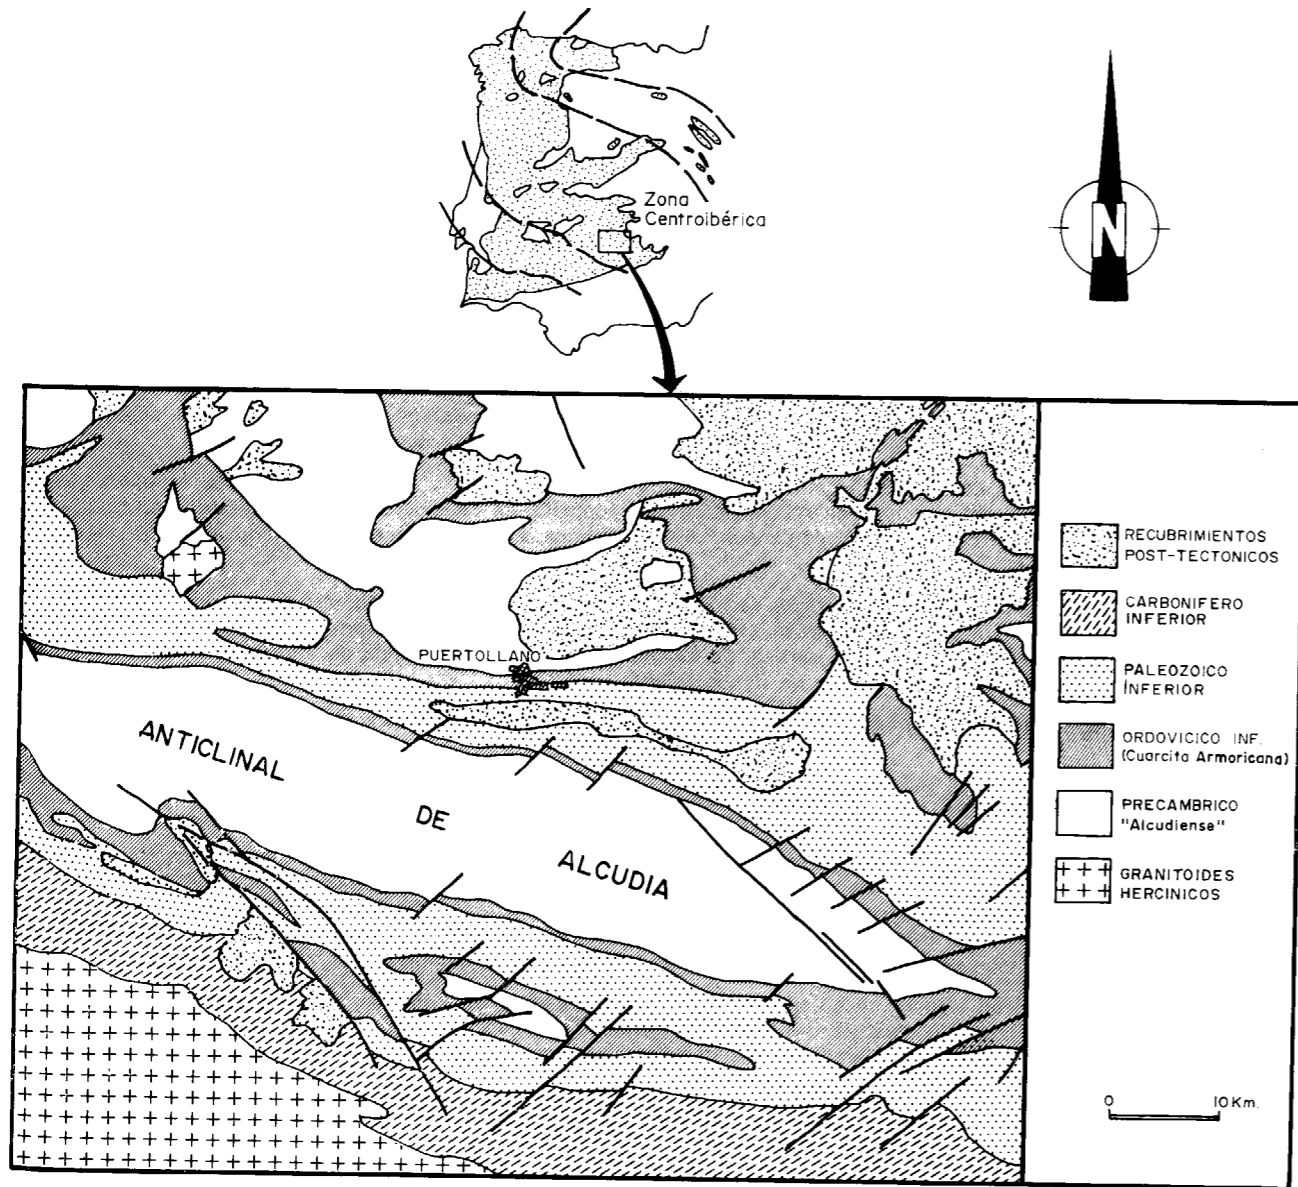 Zona
Centroibérica
N
PUERTOLLANO
ANTICLINAL
DE
ALCUDIA
RECUBRIMIENTOS
POST-TECTONICOS
CARBONIFERO
INFERIOR
PALEOZOICO
INFERIOR
ORDOVICICO INF.
(Cuarcita Armoricana)
PRECAMBRICO
"Alcudiense"
GRANITOIDES
HERCINICOS
0 10 Km.